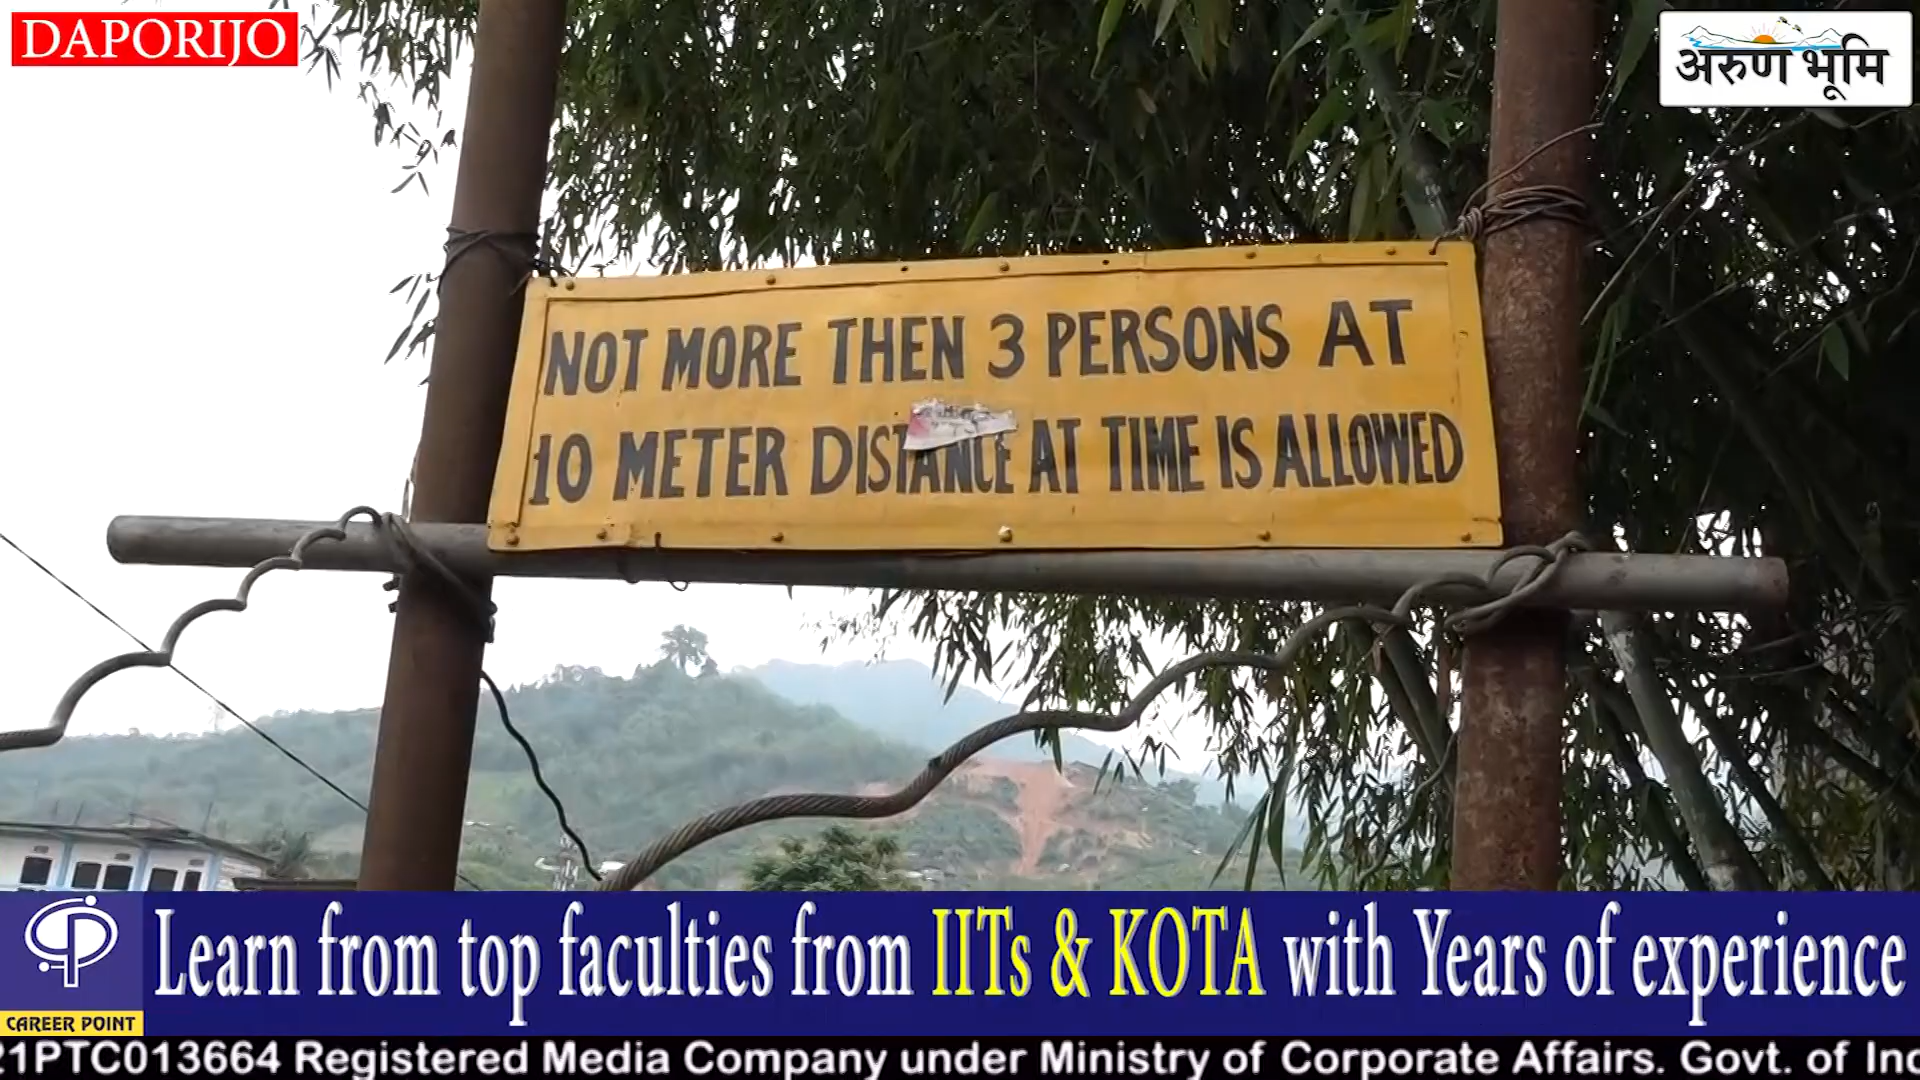 DAPORIJO
अरुण भूमि
NOT MORE THEN 3 PERSONS AT
10 METER DISTANCE AT TIME IS ALLOWED
Learn from top faculties from IITs & KOTA with Years of experience
CAREER POINT
21PTC013664 Registered Media Company under Ministry of Corporate Affairs. Govt. of Ind